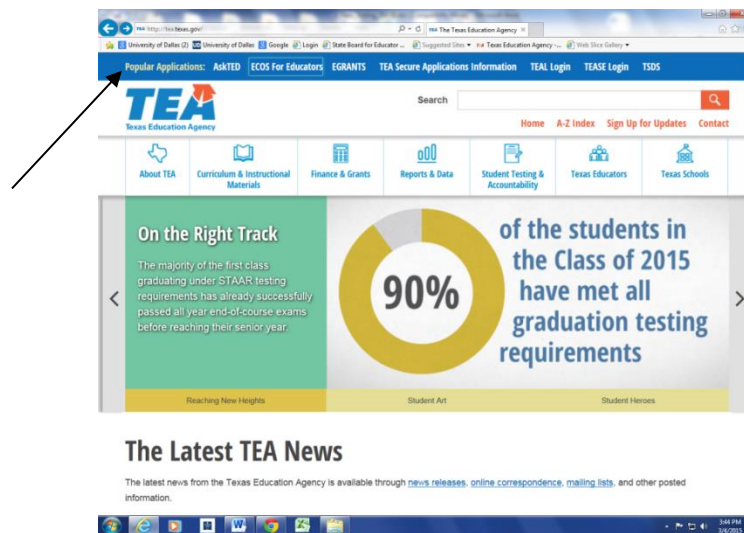 http://tea.texas.gov/
The Texas Education Agency
University of Dallas (2) University of Dallas Google Login State Board for Educator ... Suggested Sites Texas Education Agency -... Web Slice Gallery
Popular Applications: AskTED ECOS For Educators EGRANTS TEA Secure Applications Information TEAL Login TEASE Login TSDS
TEA
Texas Education Agency
Search
Home A-Z Index Sign Up for Updates Contact
About TEA
Curriculum & Instructional
Materials
Finance & Grants
Reports & Data
Student Testing &
Accountability
Texas Educators
Texas Schools
On the Right Track
The majority of the first class
graduating under STAAR testing
requirements has already successfully
passed all year end-of-course exams
before reaching their senior year.
90%
of the students in
the Class of 2015
have met all
graduation testing
requirements
Reaching New Heights
Student Art
Student Heroes
The Latest TEA News
The latest news from the Texas Education Agency is available through news releases, online correspondence, mailing lists, and other posted
information.
3:44 PM
3/4/2015